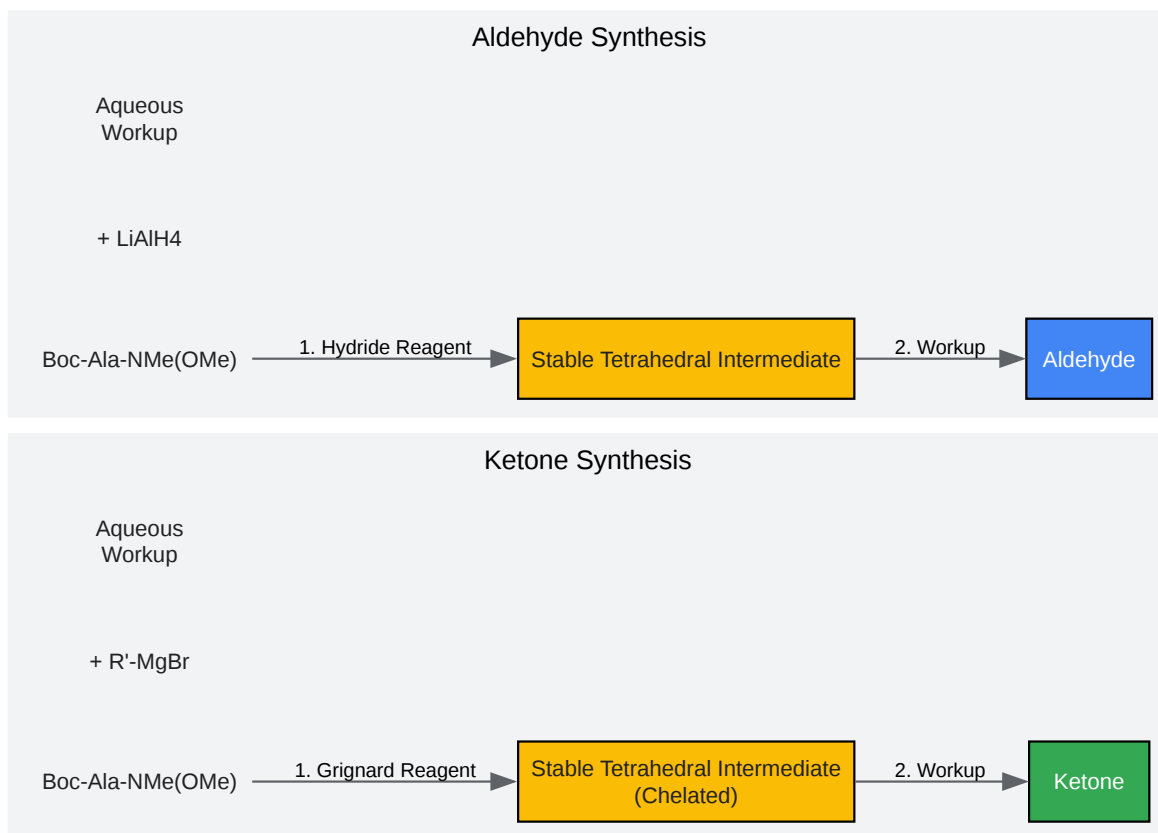 Aldehyde Synthesis
Aqueous
Workup
+ LiAlH4
Boc-Ala-NMe(OMe)
1. Hydride Reagent
Stable Tetrahedral Intermediate
2. Workup
Aldehyde
Ketone Synthesis
Aqueous
Workup
+ R'-MgBr
Boc-Ala-NMe(OMe)
1. Grignard Reagent
Stable Tetrahedral Intermediate
(Chelated)
2. Workup
Ketone